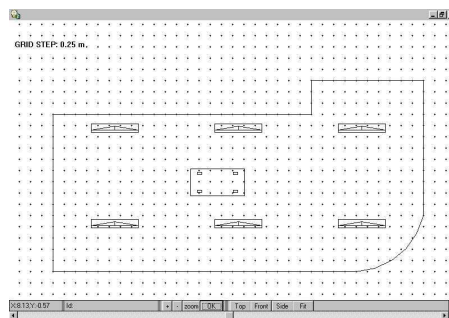 GRID STEP: 0.25 m
X:8.13,Y:-0.57 Id: + - zoom OK Top Front Side Fit